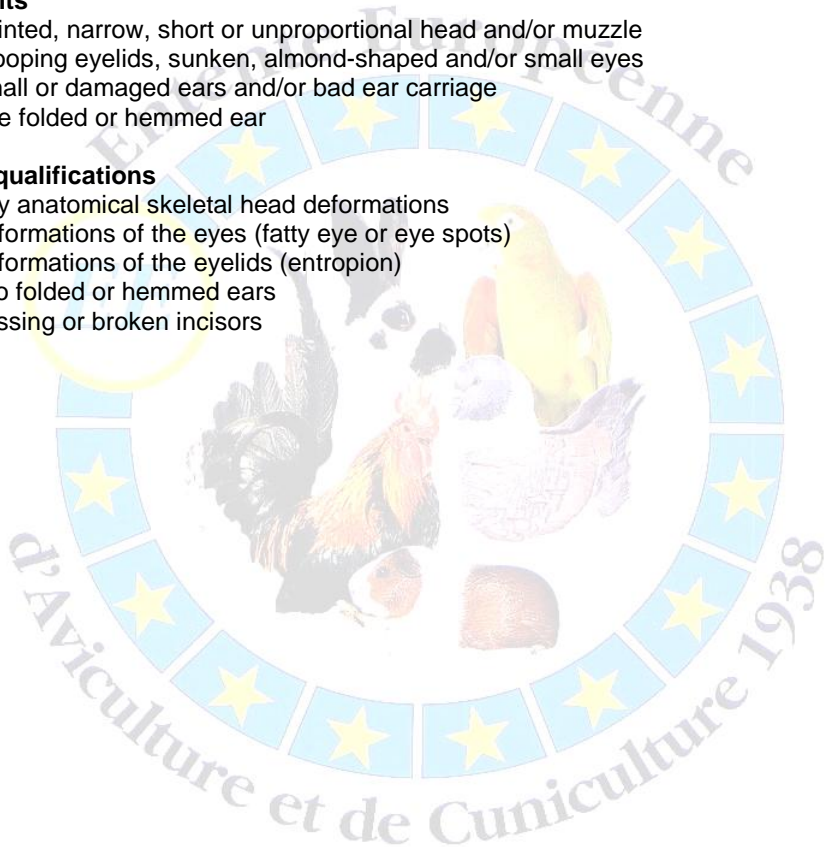 inted, narrow, short or unproportional head and/or muzzle
ooping eyelids, sunken, almond-shaped and/or small eyes
all or damaged ears and/or bad ear carriage
e folded or hemmed ear
qualifications
y anatomical skeletal head deformations
formations of the eyes (fatty eye or eye spots)
formations of the eyelids (entropion)
o folded or hemmed ears
ssing or broken incisors
Entente Européenne
d'Aviculture et de Cuniculture 1938